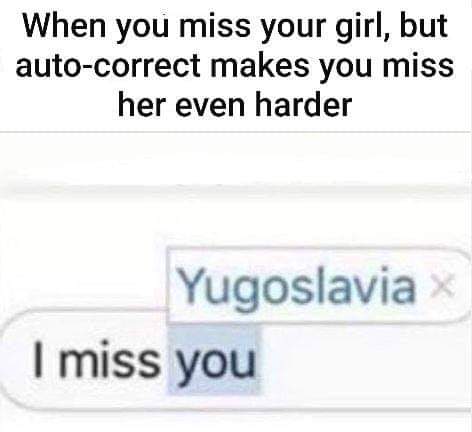 When you miss your girl, but
auto-correct makes you miss
her even harder
Yugoslavia ×
I miss you